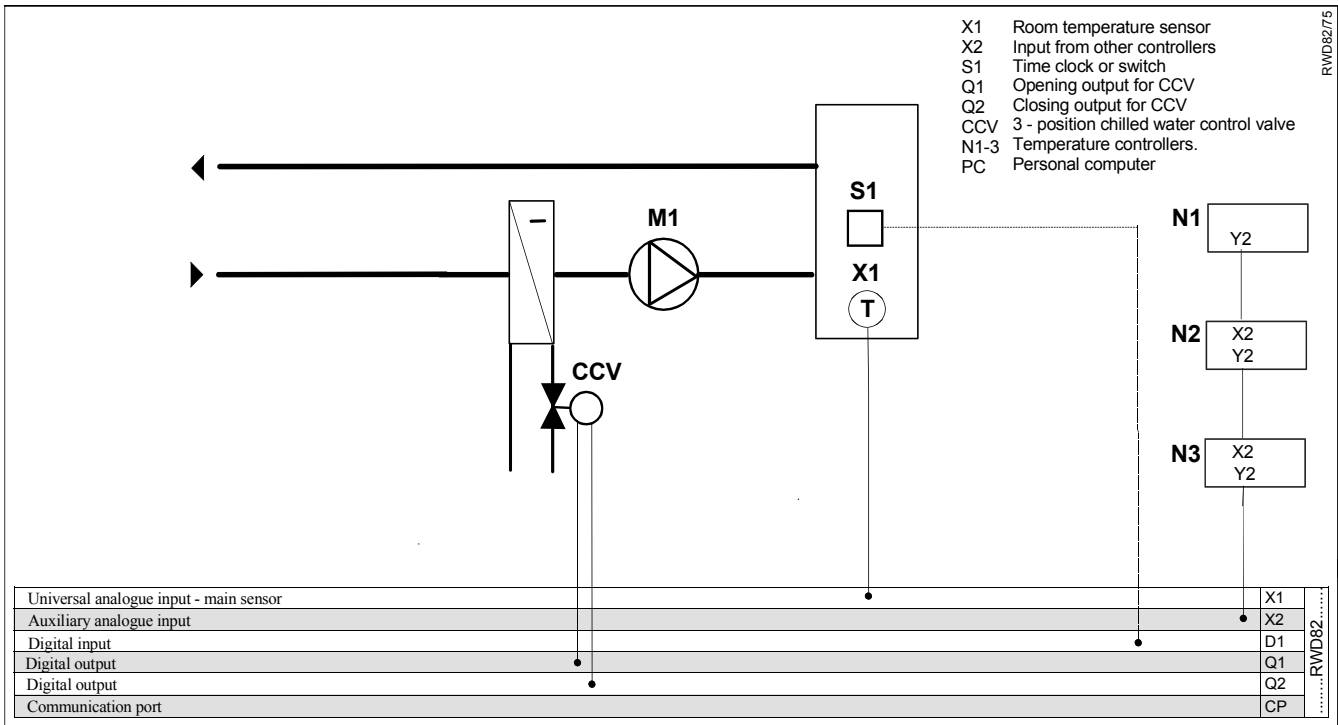 X1 Room temperature sensor
X2 Input from other controllers
S1 Time clock or switch
Q1 Opening output for CCV
Q2 Closing output for CCV
CCV 3 - position chilled water control valve
N1-3 Temperature controllers.
PC Personal computer
RWD82/75
S1
M1
X1
T
CCV
N1
Y2
N2
X2
Y2
N3
X2
Y2
Universal analogue input - main sensor X1
Auxiliary analogue input X2
Digital input D1
Digital output Q1
Digital output Q2
Communication port CP
.......RWD82......